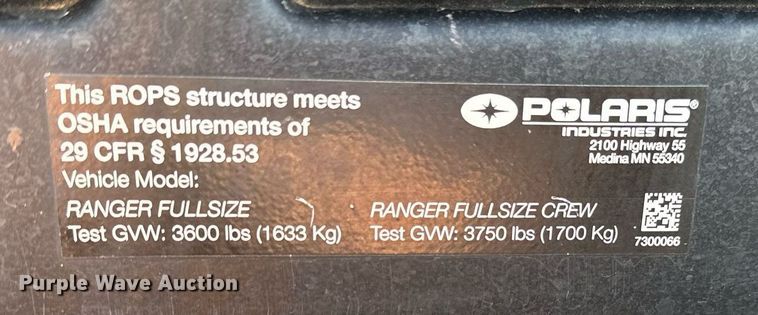 This ROPS structure meets
OSHA requirements of
29 CFR § 1928.53
Vehicle Model:
POLARIS®
INDUSTRIES INC.
2100 Highway 55
Medina MN 55340
RANGER FULLSIZE
Test GVW: 3600 lbs (1633 Kg)
RANGER FULLSIZE CREW
Test GVW: 3750 lbs (1700 Kg)
7300066
Purple Wave Auction